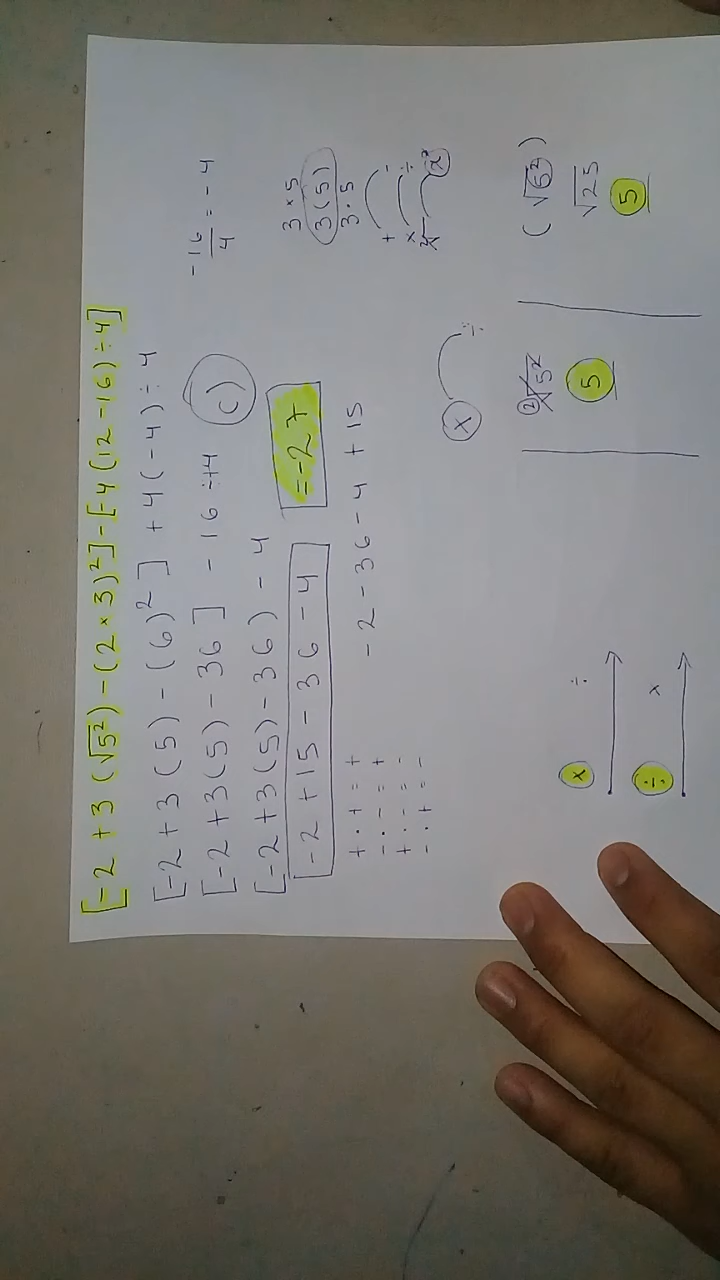 [-2 + 3 (√5²) - (2 × 3)²] - [-4 (12 - 16) ÷ 4]
[-2 + 3 (5) - (6)²] + 4 (-4) ÷ 4
[-2 + 3 (5) - 36] - 16 ÷ 4
[-2 + 3 (5) - 36) - 4
[-2 + 15 - 36 - 4
= -27
c)
-16/4 = -4
3 × 5
3 (5)
3 · 5
+ -
× ÷
+ · + = +
- · - = +
+ · - = -
- · + = -
-2 - 36 - 4 + 15
× ÷
× ÷
÷ ×
²√5²
5
(√5²)
√25
5